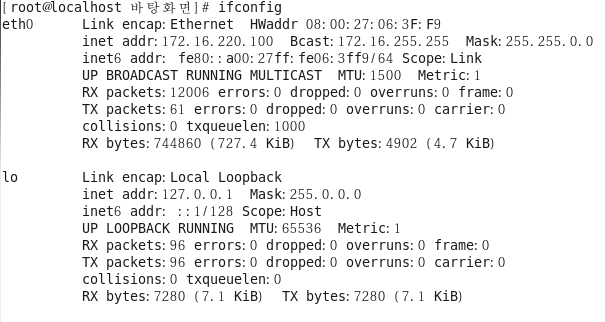 [root@localhost 바탕화면]# ifconfig
eth0 Link encap:Ethernet HWaddr 08:00:27:06:3F:F9
inet addr:172.16.220.100 Bcast:172.16.255.255 Mask:255.255.0.0
inet6 addr: fe80::a00:27ff:fe06:3ff9/64 Scope:Link
UP BROADCAST RUNNING MULTICAST MTU:1500 Metric:1
RX packets:12006 errors:0 dropped:0 overruns:0 frame:0
TX packets:61 errors:0 dropped:0 overruns:0 carrier:0
collisions:0 txqueuelen:1000
RX bytes:744860 (727.4 KiB) TX bytes:4902 (4.7 KiB)
lo Link encap:Local Loopback
inet addr:127.0.0.1 Mask:255.0.0.0
inet6 addr: ::1/128 Scope:Host
UP LOOPBACK RUNNING MTU:65536 Metric:1
RX packets:96 errors:0 dropped:0 overruns:0 frame:0
TX packets:96 errors:0 dropped:0 overruns:0 carrier:0
collisions:0 txqueuelen:0
RX bytes:7280 (7.1 KiB) TX bytes:7280 (7.1 KiB)